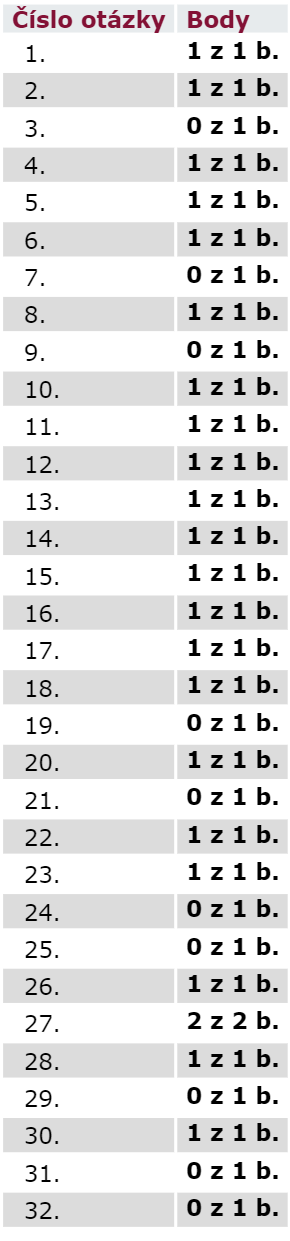 Číslo otázky Body
1. 1 z 1 b.
2. 1 z 1 b.
3. 0 z 1 b.
4. 1 z 1 b.
5. 1 z 1 b.
6. 1 z 1 b.
7. 0 z 1 b.
8. 1 z 1 b.
9. 0 z 1 b.
10. 1 z 1 b.
11. 1 z 1 b.
12. 1 z 1 b.
13. 1 z 1 b.
14. 1 z 1 b.
15. 1 z 1 b.
16. 1 z 1 b.
17. 1 z 1 b.
18. 1 z 1 b.
19. 0 z 1 b.
20. 1 z 1 b.
21. 0 z 1 b.
22. 1 z 1 b.
23. 1 z 1 b.
24. 0 z 1 b.
25. 0 z 1 b.
26. 1 z 1 b.
27. 2 z 2 b.
28. 1 z 1 b.
29. 0 z 1 b.
30. 1 z 1 b.
31. 0 z 1 b.
32. 0 z 1 b.